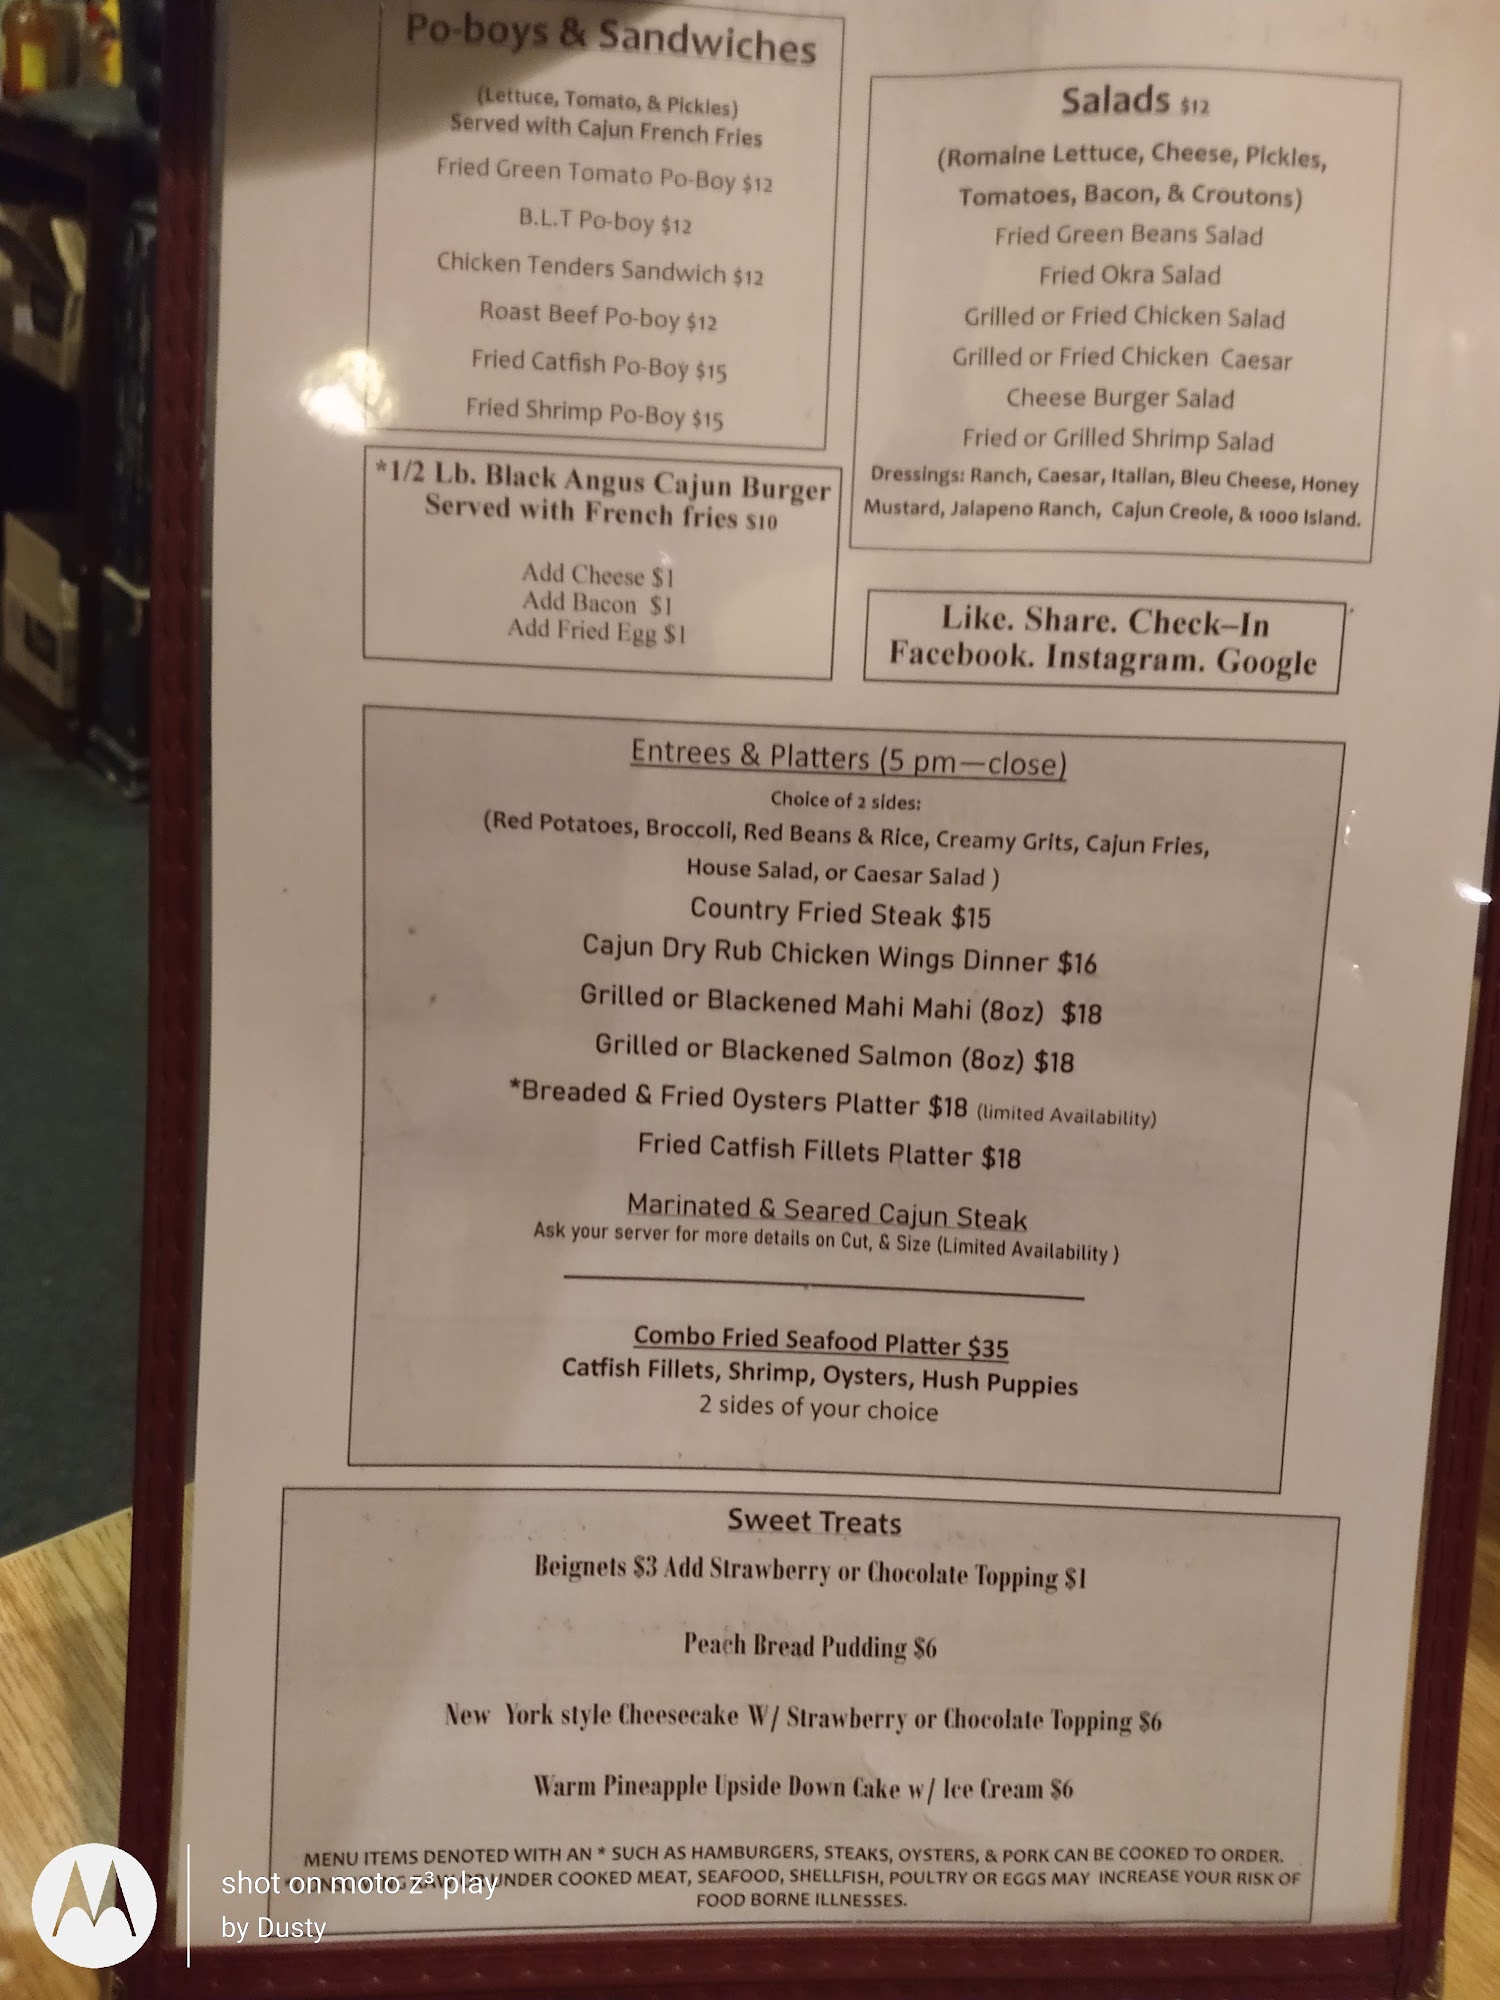 Po-boys & Sandwiches
(Lettuce, Tomato, & Pickles)
Served with Cajun French Fries
Fried Green Tomato Po-Boy $12
B.L.T Po-boy $12
Chicken Tenders Sandwich $12
Roast Beef Po-boy $12
Fried Catfish Po-Boy $15
Fried Shrimp Po-Boy $15
*1/2 Lb. Black Angus Cajun Burger
Served with French fries $10
Add Cheese $1
Add Bacon $1
Add Fried Egg $1
Salads $12
(Romaine Lettuce, Cheese, Pickles,
Tomatoes, Bacon, & Croutons)
Fried Green Beans Salad
Fried Okra Salad
Grilled or Fried Chicken Salad
Grilled or Fried Chicken Caesar
Cheese Burger Salad
Fried or Grilled Shrimp Salad
Dressings: Ranch, Caesar, Italian, Bleu Cheese, Honey
Mustard, Jalapeno Ranch, Cajun Creole, & 1000 Island.
Like. Share. Check–In
Facebook. Instagram. Google
Entrees & Platters (5 pm—close)
Choice of 2 sides:
(Red Potatoes, Broccoli, Red Beans & Rice, Creamy Grits, Cajun Fries,
House Salad, or Caesar Salad )
Country Fried Steak $15
Cajun Dry Rub Chicken Wings Dinner $16
Grilled or Blackened Mahi Mahi (8oz) $18
Grilled or Blackened Salmon (8oz) $18
*Breaded & Fried Oysters Platter $18 (limited Availability)
Fried Catfish Fillets Platter $18
Marinated & Seared Cajun Steak
Ask your server for more details on Cut, & Size (Limited Availability )
Combo Fried Seafood Platter $35
Catfish Fillets, Shrimp, Oysters, Hush Puppies
2 sides of your choice
Sweet Treats
Beignets $3 Add Strawberry or Chocolate Topping $1
Peach Bread Pudding $6
New York style Cheesecake W/ Strawberry or Chocolate Topping $6
Warm Pineapple Upside Down Cake w/ Ice Cream $6
MENU ITEMS DENOTED WITH AN * SUCH AS HAMBURGERS, STEAKS, OYSTERS, & PORK CAN BE COOKED TO ORDER.
UNDER COOKED MEAT, SEAFOOD, SHELLFISH, POULTRY OR EGGS MAY INCREASE YOUR RISK OF
FOOD BORNE ILLNESSES.
shot on moto z³ play
by Dusty